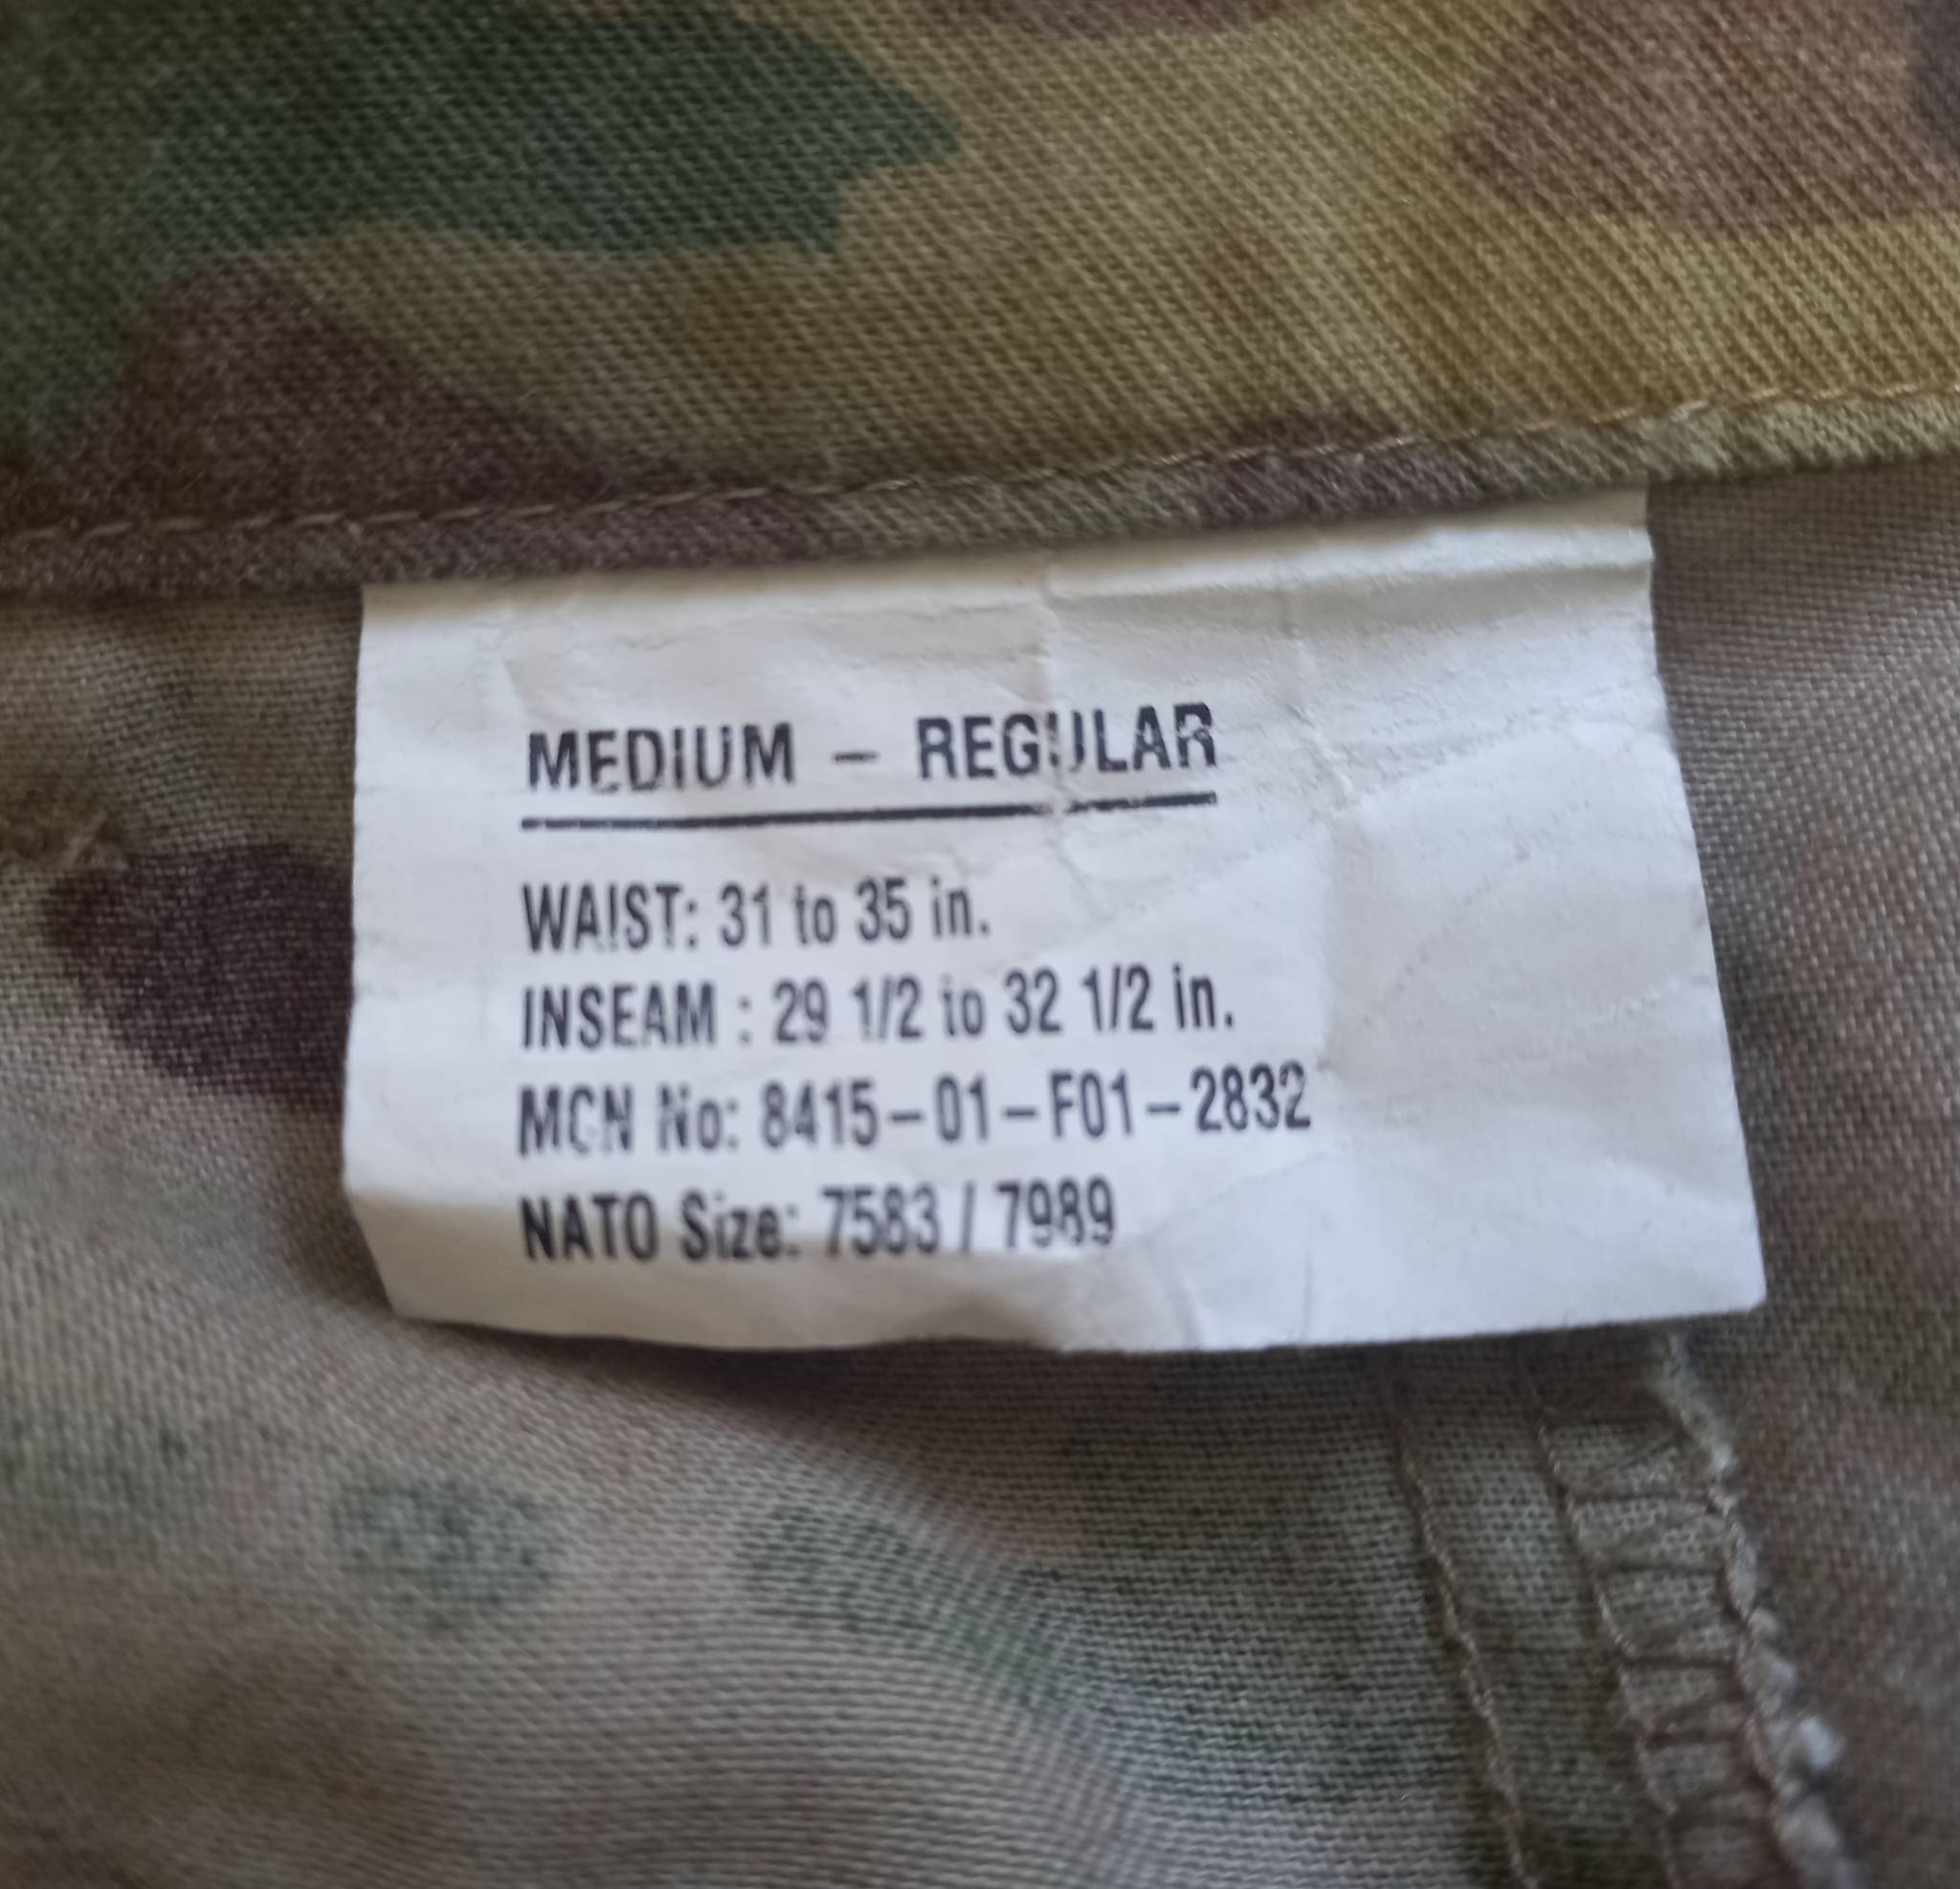 MEDIUM – REGULAR
WAIST: 31 to 35 in.
INSEAM : 29 1/2 to 32 1/2 in.
MCN No: 8415–01–F01–2832
NATO Size: 7583 / 7989